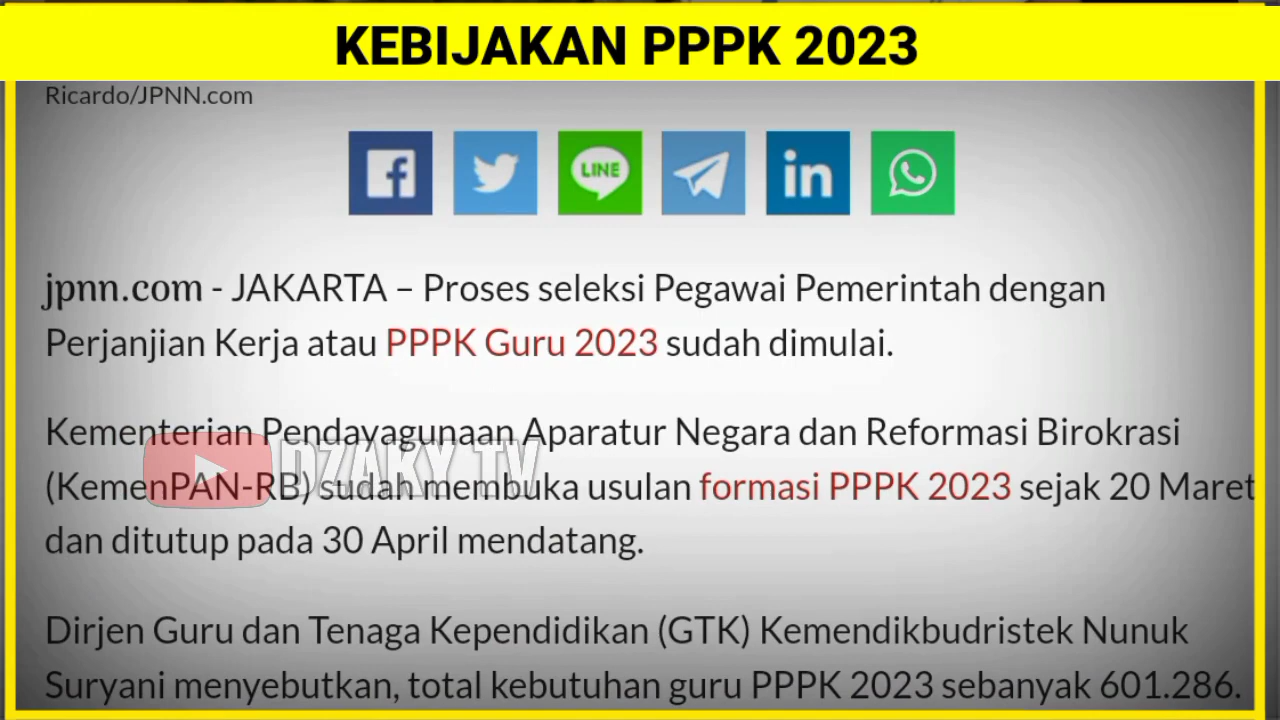 KEBIJAKAN PPPK 2023
Ricardo/JPNN.com
LINE
jpnn.com - JAKARTA – Proses seleksi Pegawai Pemerintah dengan
Perjanjian Kerja atau PPPK Guru 2023 sudah dimulai.
Kementerian Pendayagunaan Aparatur Negara dan Reformasi Birokrasi
DZAKY TV
(KemenPAN-RB) sudah membuka usulan formasi PPPK 2023 sejak 20 Maret
dan ditutup pada 30 April mendatang.
Dirjen Guru dan Tenaga Kependidikan (GTK) Kemendikbudristek Nunuk
Suryani menyebutkan, total kebutuhan guru PPPK 2023 sebanyak 601.286.